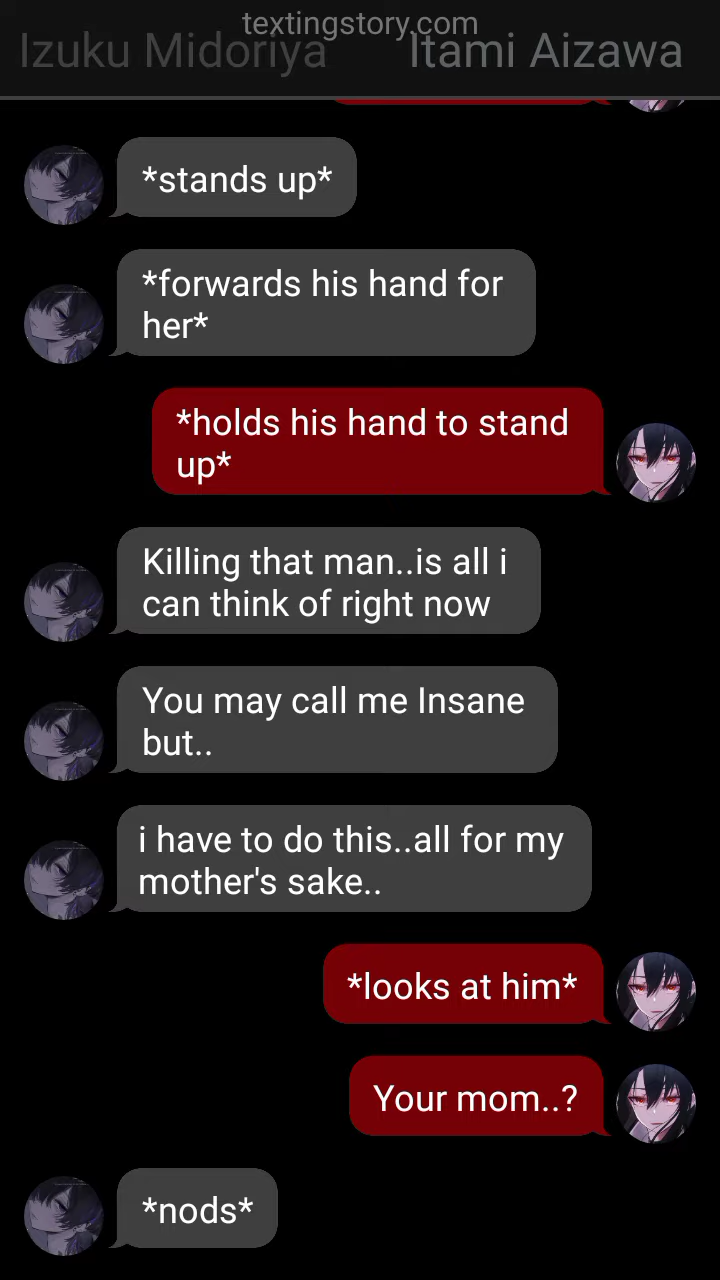 textingstory.com
Izuku Midoriya
Itami Aizawa
*stands up*
*forwards his hand for
her*
*holds his hand to stand
up*
Killing that man..is all i
can think of right now
You may call me Insane
but..
i have to do this..all for my
mother's sake..
*looks at him*
Your mom..?
*nods*